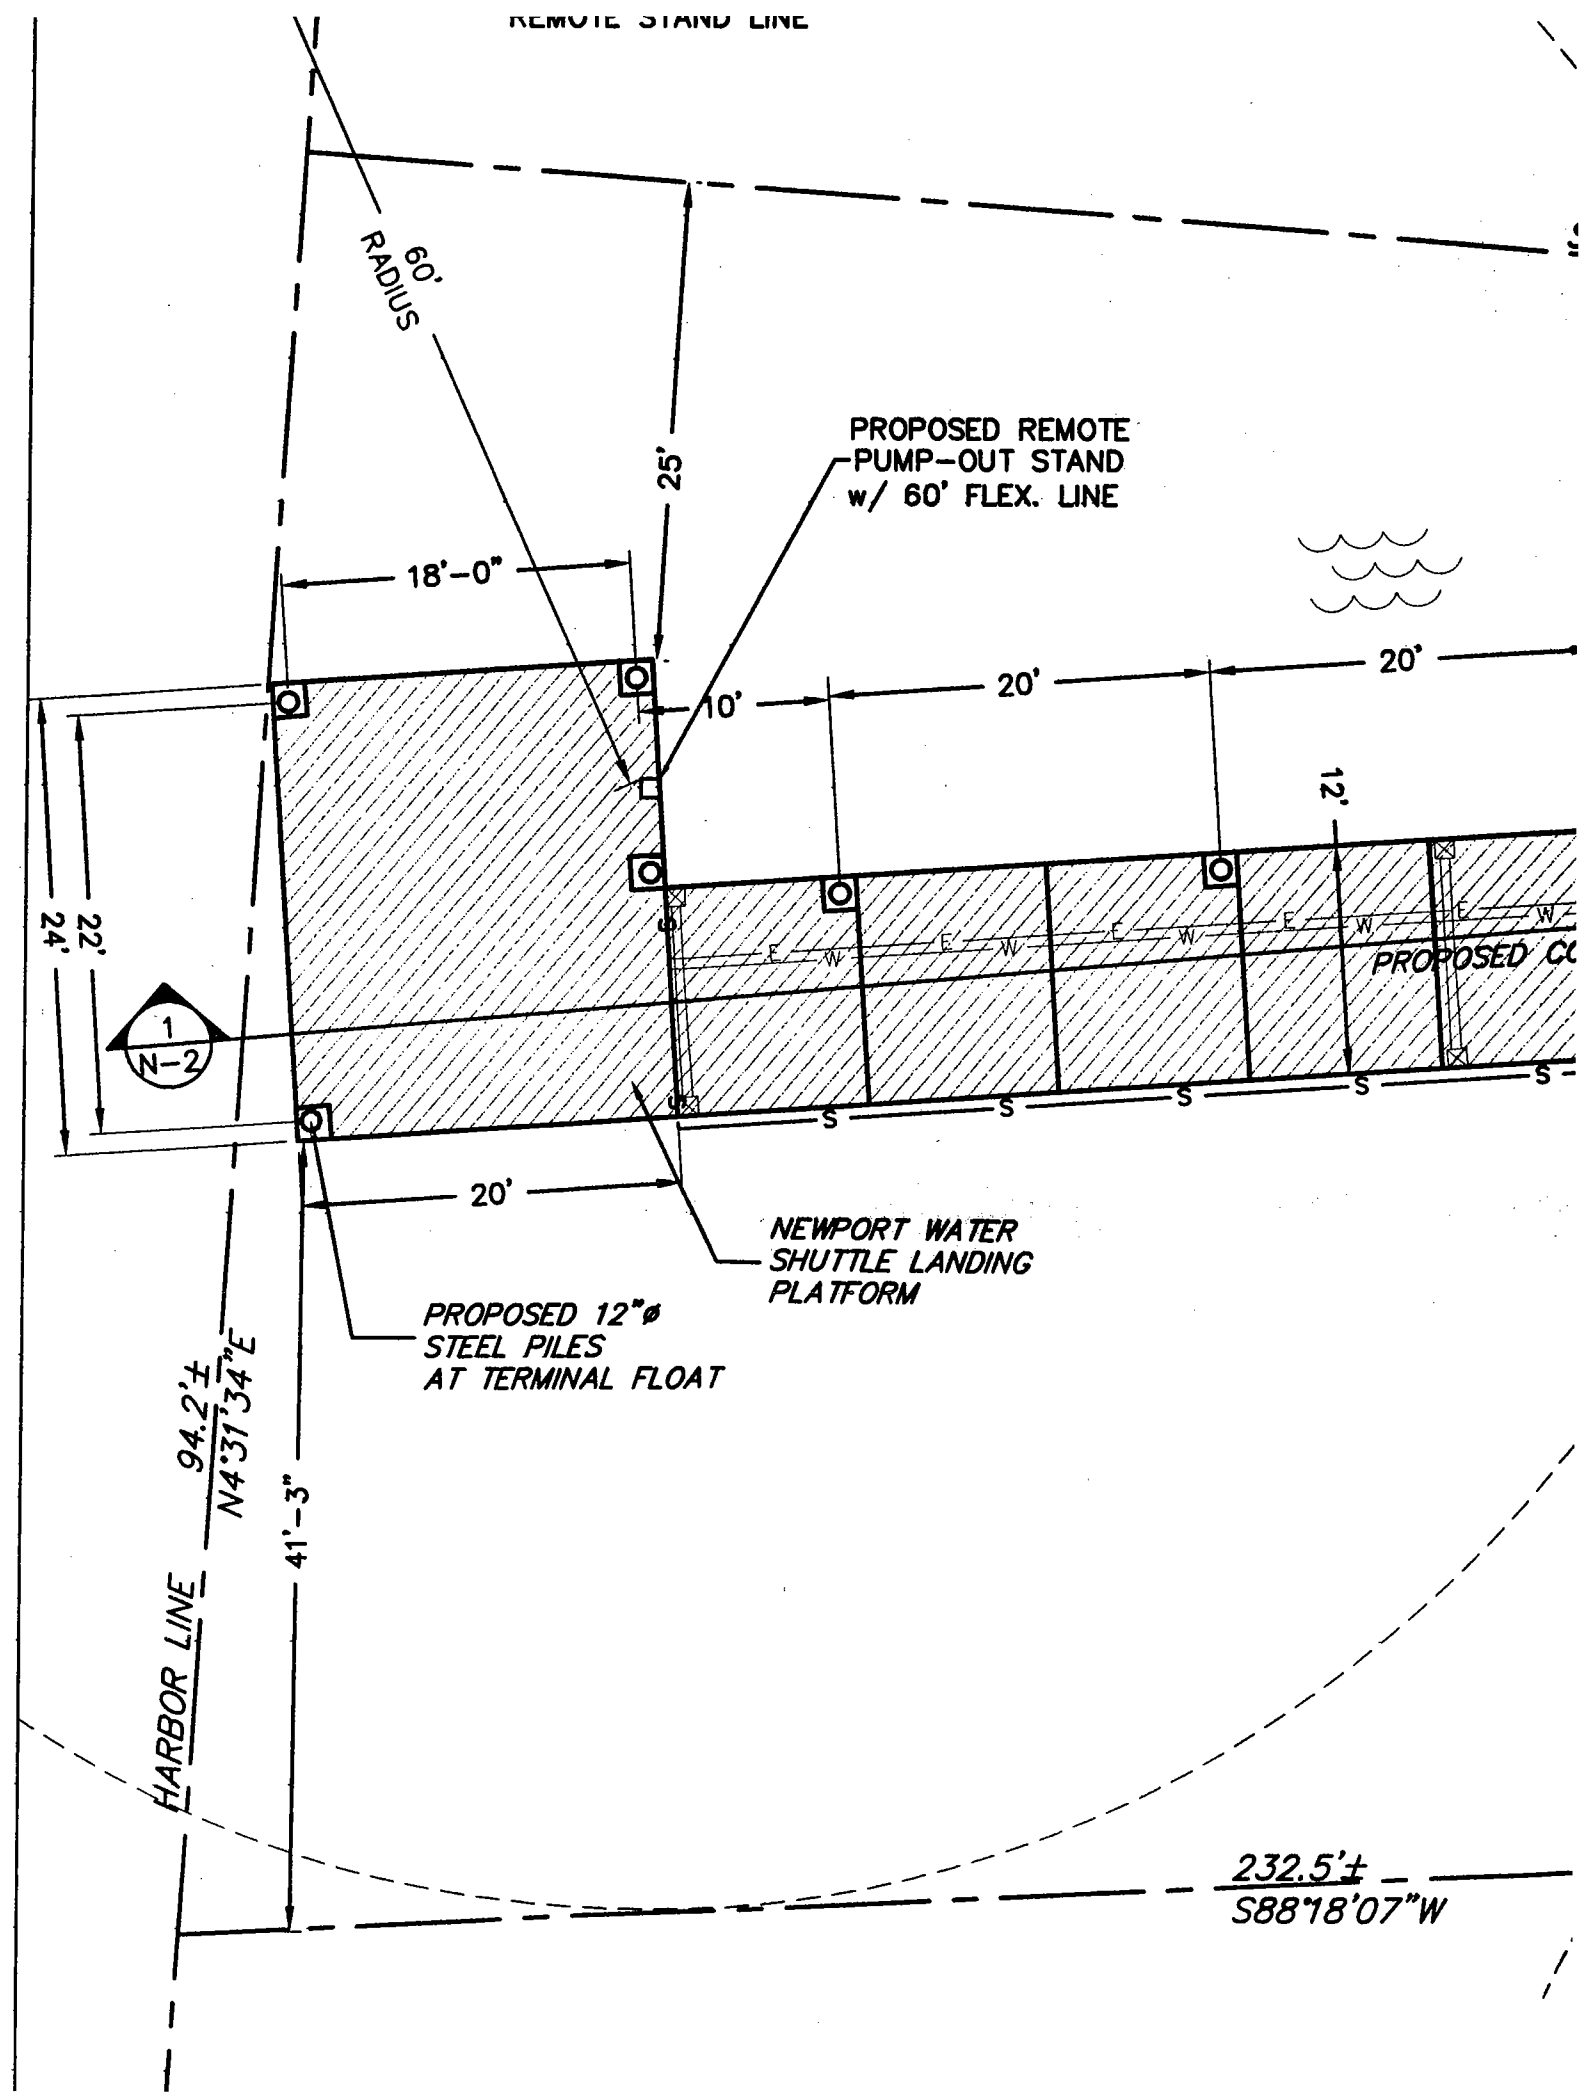 REMOTE STAND LINE
60'
RADIUS
25'
PROPOSED REMOTE
PUMP-OUT STAND
w/ 60' FLEX. LINE
18'-0"
10'
20'
20'
12'
22'
24'
E
W
E
W
E
W
E
W
E
W
PROPOSED
1
N-2
S
S
S
S
S
S
S
20'
NEWPORT WATER
SHUTTLE LANDING
PLATFORM
PROPOSED 12"ø
STEEL PILES
AT TERMINAL FLOAT
94.2'±
N4°31'34"E
41'-3"
HARBOR LINE
232.5'±
S88°18'07"W